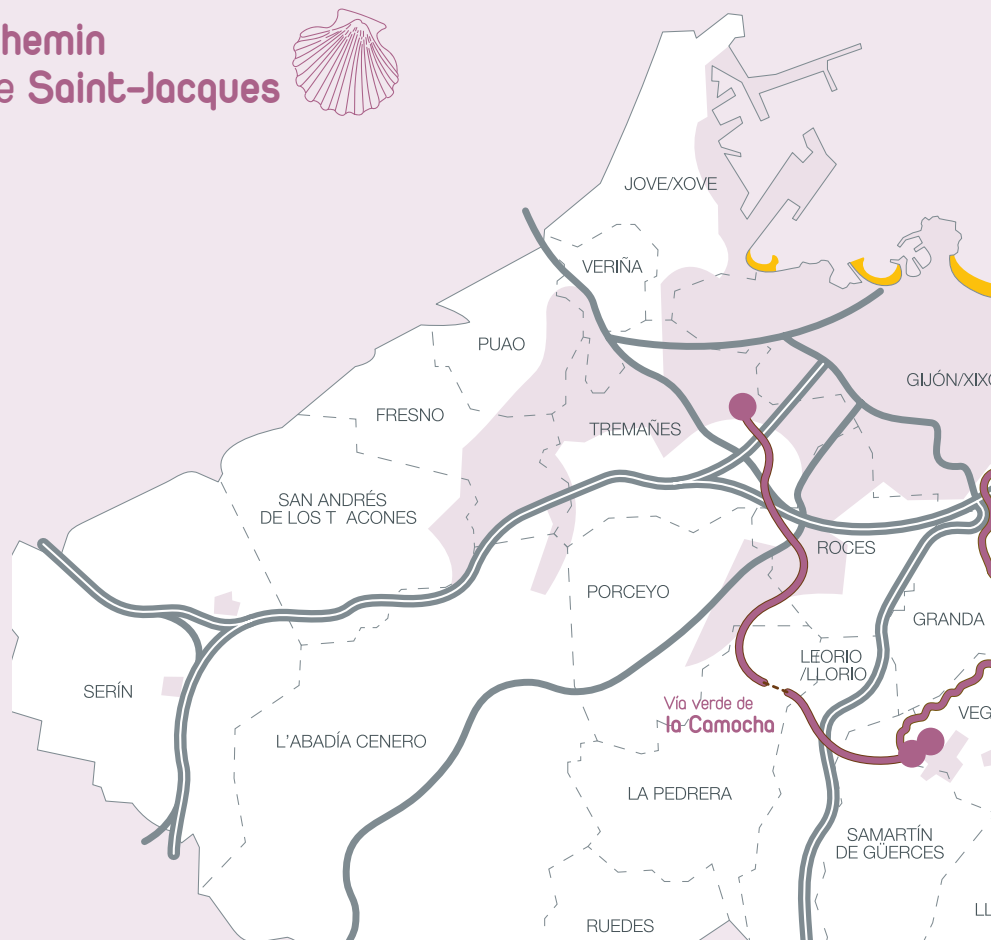 hemin
e Saint-Jacques
JOVE/XOVE
VERIÑA
PUAO
GIJÓN/XIXO
FRESNO
TREMAÑES
SAN ANDRÉS
DE LOS T ACONES
ROCES
PORCEYO
GRANDA
LEORIO
/LLORIO
SERÍN
Vía verde de
la Camocha
VEG
L'ABADÍA CENERO
LA PEDRERA
SAMARTÍN
DE GÜERCES
LL
RUEDES